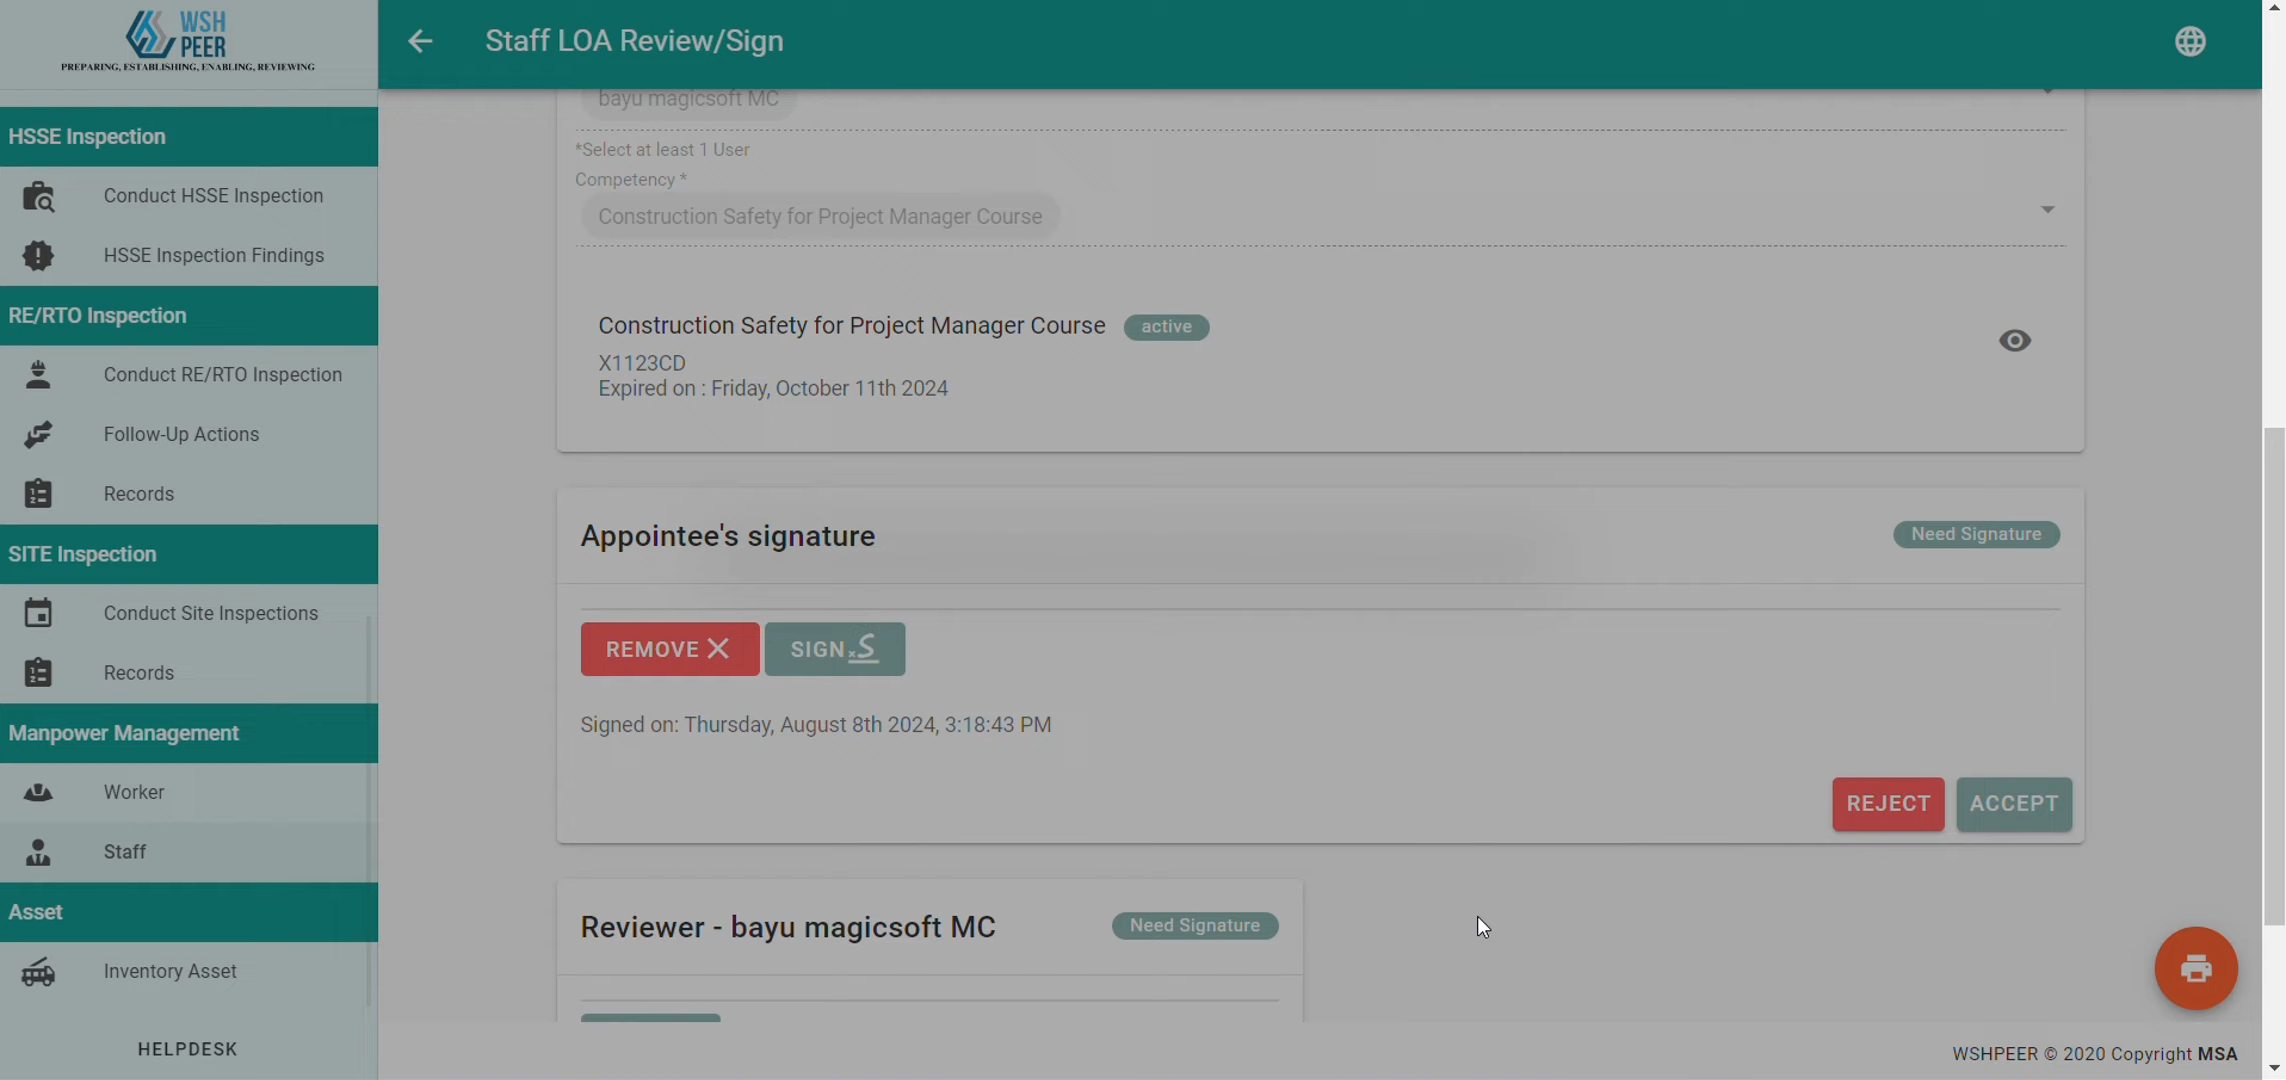 WSH
PEER
PREPARING, ESTABLISHING, ENABLING, REVIEWING
HSSE Inspection
Conduct HSSE Inspection
HSSE Inspection Findings
RE/RTO Inspection
Conduct RE/RTO Inspection
Follow-Up Actions
Records
SITE Inspection
Conduct Site Inspections
Records
Manpower Management
Worker
Staff
Asset
Inventory Asset
HELPDESK
Staff LOA Review/Sign
bayu magicsoft MC
*Select at least 1 User
Competency *
Construction Safety for Project Manager Course
Construction Safety for Project Manager Course active
X1123CD
Expired on : Friday, October 11th 2024
Appointee's signature Need Signature
REMOVE SIGN
Signed on: Thursday, August 8th 2024, 3:18:43 PM
REJECT ACCEPT
Reviewer - bayu magicsoft MC Need Signature
WSHPEER © 2020 Copyright MSA